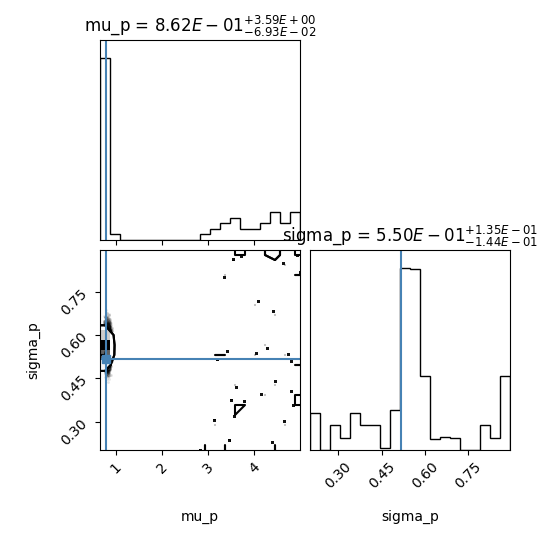 mu_p = 8.62E − 01+3.59E+00−6.93E−02
sigma_p = 5.50E − 01+1.35E−01−1.44E−01
0.75
0.60
0.45
0.30
sigma_p
1
2
3
4
0.30
0.45
0.60
0.75
mu_p
sigma_p